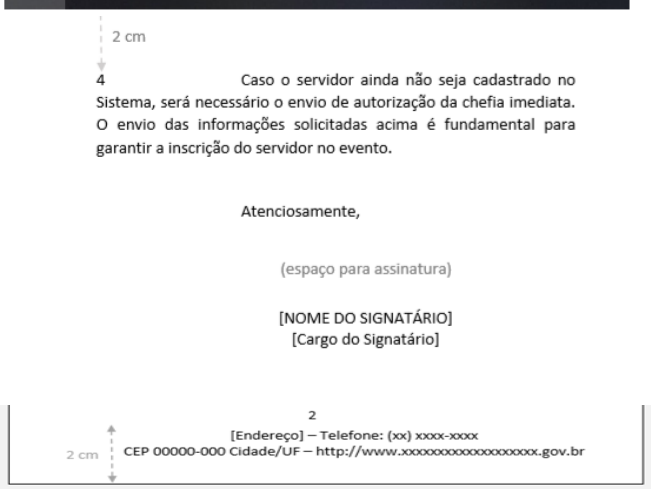 2 cm
4 Caso o servidor ainda não seja cadastrado no
Sistema, será necessário o envio de autorização da chefia imediata.
O envio das informações solicitadas acima é fundamental para
garantir a inscrição do servidor no evento.
Atenciosamente,
(espaço para assinatura)
[NOME DO SIGNATÁRIO]
[Cargo do Signatário]
2
[Endereço] – Telefone: (xx) xxxx-xxxx
2 cm
CEP 00000-000 Cidade/UF – http://www.xxxxxxxxxxxxxxxxxxx.gov.br